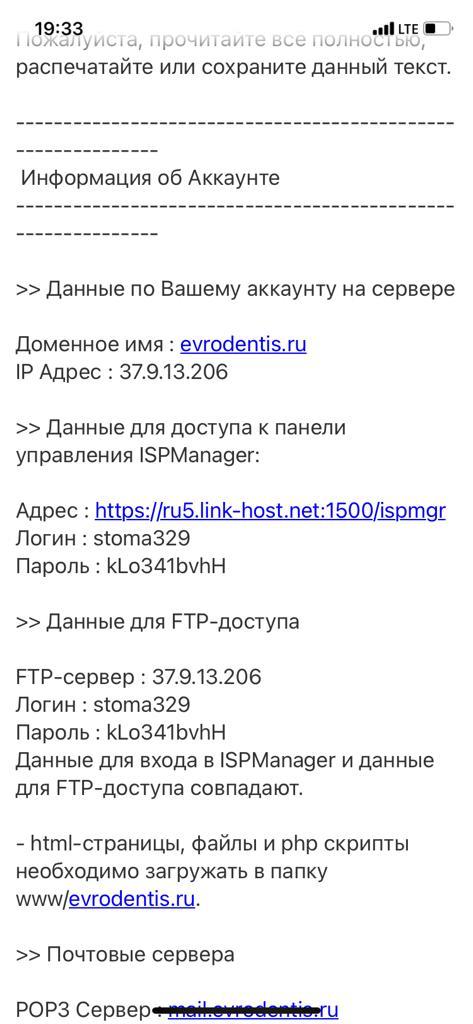 19:33 LTE
Пожалуйста, прочитайте все полностью,
распечатайте или сохраните данный текст.
----------------------------------------------
---------------
Информация об Аккаунте
----------------------------------------------
---------------
>> Данные по Вашему аккаунту на сервере
Доменное имя : evrodentis.ru
IP Адрес : 37.9.13.206
>> Данные для доступа к панели
управления ISPManager:
Адрес : https://ru5.link-host.net:1500/ispmgr
Логин : stoma329
Пароль : kLo341bvhH
>> Данные для FTP-доступа
FTP-сервер : 37.9.13.206
Логин : stoma329
Пароль : kLo341bvhH
Данные для входа в ISPManager и данные
для FTP-доступа совпадают.
- html-страницы, файлы и php скрипты
необходимо загружать в папку
www/evrodentis.ru.
>> Почтовые сервера
POP3 Сервер : mail.evrodentis.ru